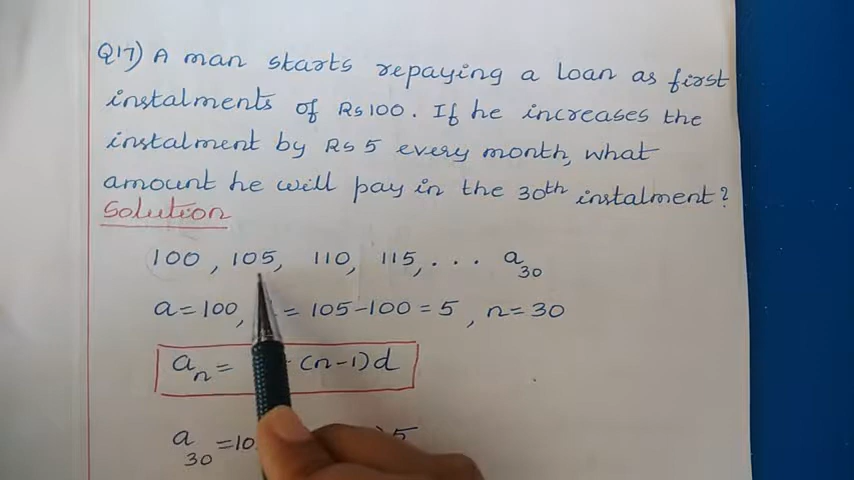 Q17) A man starts repaying a loan as first
instalments of Rs 100. If he increases the
instalment by Rs 5 every month, what
amount he will pay in the 30th instalment?
Solution
100, 105, 110, 115, ... a30
a=100, = 105-100 = 5, n=30
an = (n-1)d
a30 =10 )5